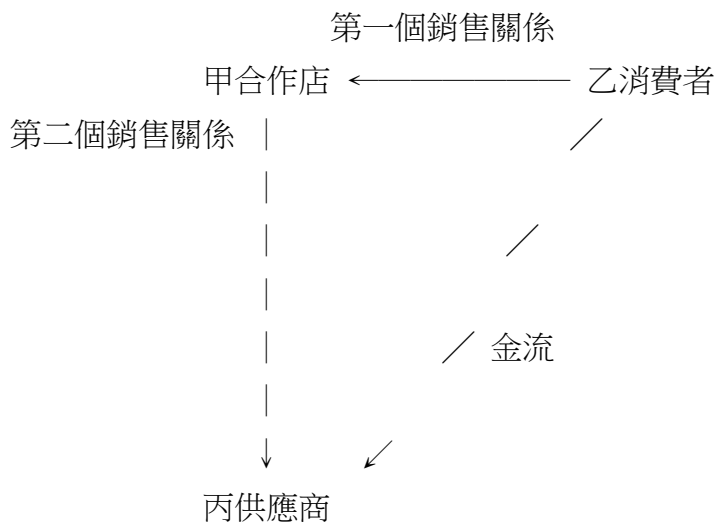 第一個銷售關係
甲合作店 ← 乙消費者
第二個銷售關係
金流
丙供應商